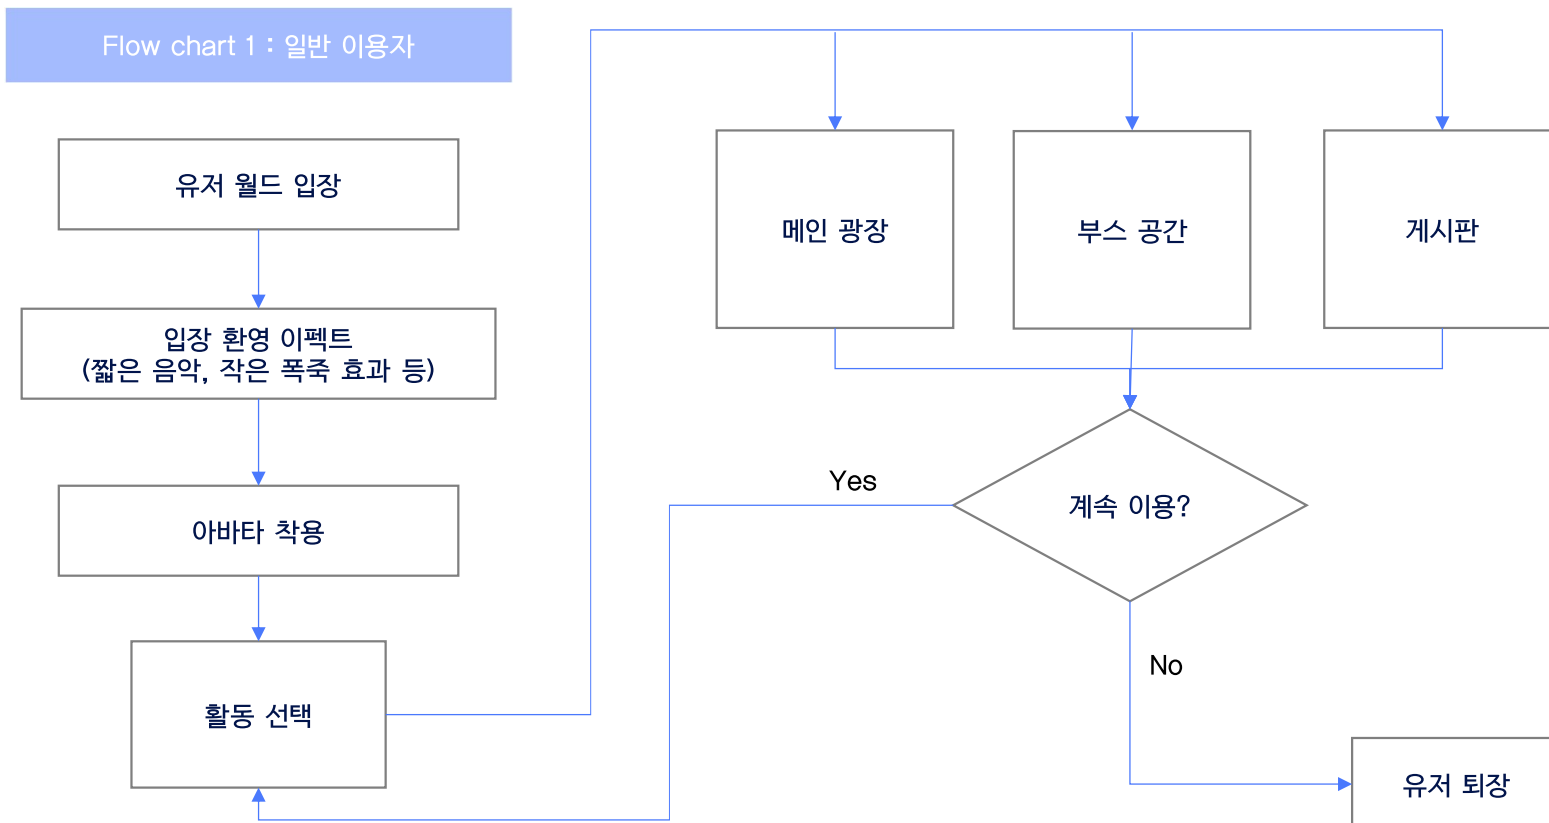 Flow chart 1 : 일반 이용자
유저 월드 입장
입장 환영 이펙트
(짧은 음악, 작은 폭죽 효과 등)
아바타 착용
활동 선택
메인 광장
부스 공간
게시판
계속 이용?
Yes
No
유저 퇴장